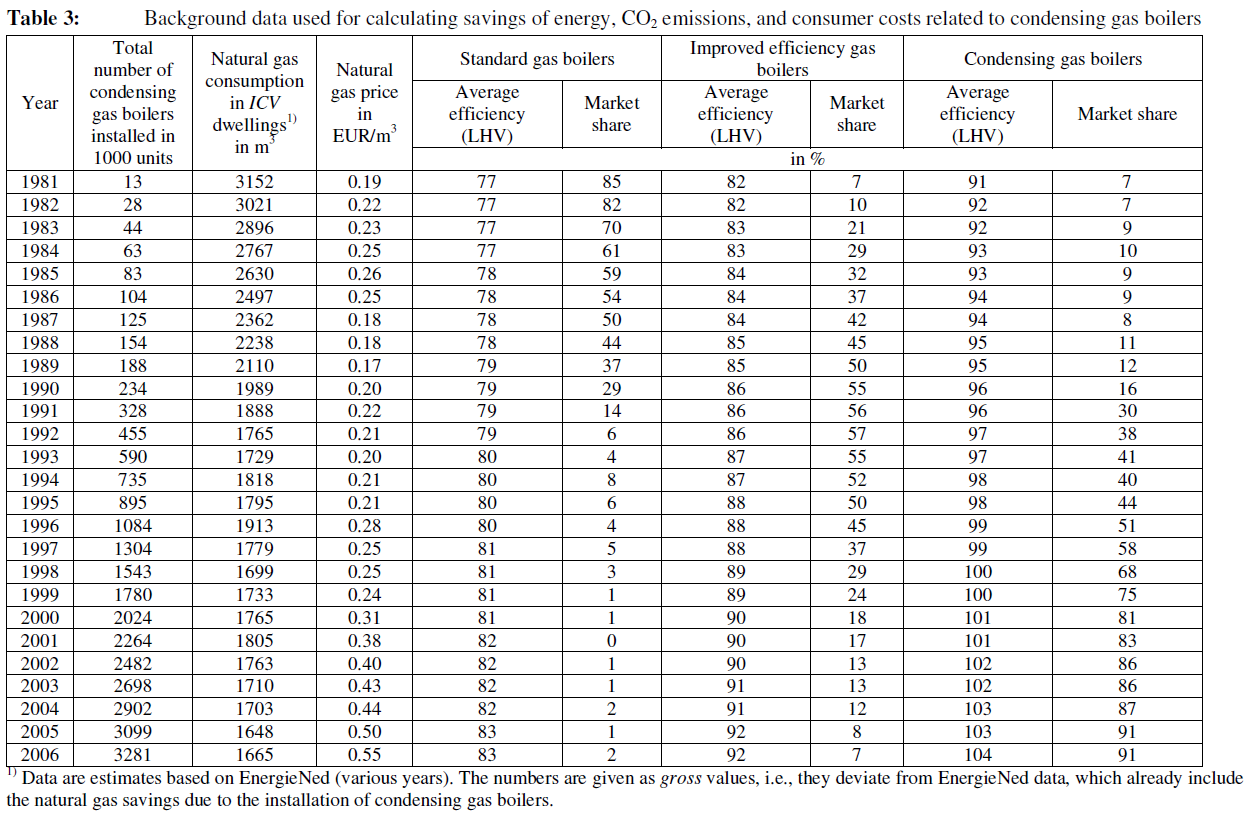 Table 3: Background data used for calculating savings of energy, CO2 emissions, and consumer costs related to condensing gas boilers
Year
Total number of condensing gas boilers installed in 1000 units
Natural gas consumption in ICV dwellings1) in m3
Natural gas price in EUR/m3
Standard gas boilers
Improved efficiency gas boilers
Condensing gas boilers
Average efficiency (LHV)
Market share
Average efficiency (LHV)
Market share
Average efficiency (LHV)
Market share
in %
1981 13 3152 0.19 77 85 82 7 91 7
1982 28 3021 0.22 77 82 82 10 92 7
1983 44 2896 0.23 77 70 83 21 92 9
1984 63 2767 0.25 77 61 83 29 93 10
1985 83 2630 0.26 78 59 84 32 93 9
1986 104 2497 0.25 78 54 84 37 94 9
1987 125 2362 0.18 78 50 84 42 94 8
1988 154 2238 0.18 78 44 85 45 95 11
1989 188 2110 0.17 79 37 85 50 95 12
1990 234 1989 0.20 79 29 86 55 96 16
1991 328 1888 0.22 79 14 86 56 96 30
1992 455 1765 0.21 79 6 86 57 97 38
1993 590 1729 0.20 80 4 87 55 97 41
1994 735 1818 0.21 80 8 87 52 98 40
1995 895 1795 0.21 80 6 88 50 98 44
1996 1084 1913 0.28 80 4 88 45 99 51
1997 1304 1779 0.25 81 5 88 37 99 58
1998 1543 1699 0.25 81 3 89 29 100 68
1999 1780 1733 0.24 81 1 89 24 100 75
2000 2024 1765 0.31 81 1 90 18 101 81
2001 2264 1805 0.38 82 0 90 17 101 83
2002 2482 1763 0.40 82 1 90 13 102 86
2003 2698 1710 0.43 82 1 91 13 102 86
2004 2902 1703 0.44 82 2 91 12 103 87
2005 3099 1648 0.50 83 1 92 8 103 91
2006 3281 1665 0.55 83 2 92 7 104 91
1) Data are estimates based on EnergieNed (various years). The numbers are given as gross values, i.e., they deviate from EnergieNed data, which already include
the natural gas savings due to the installation of condensing gas boilers.